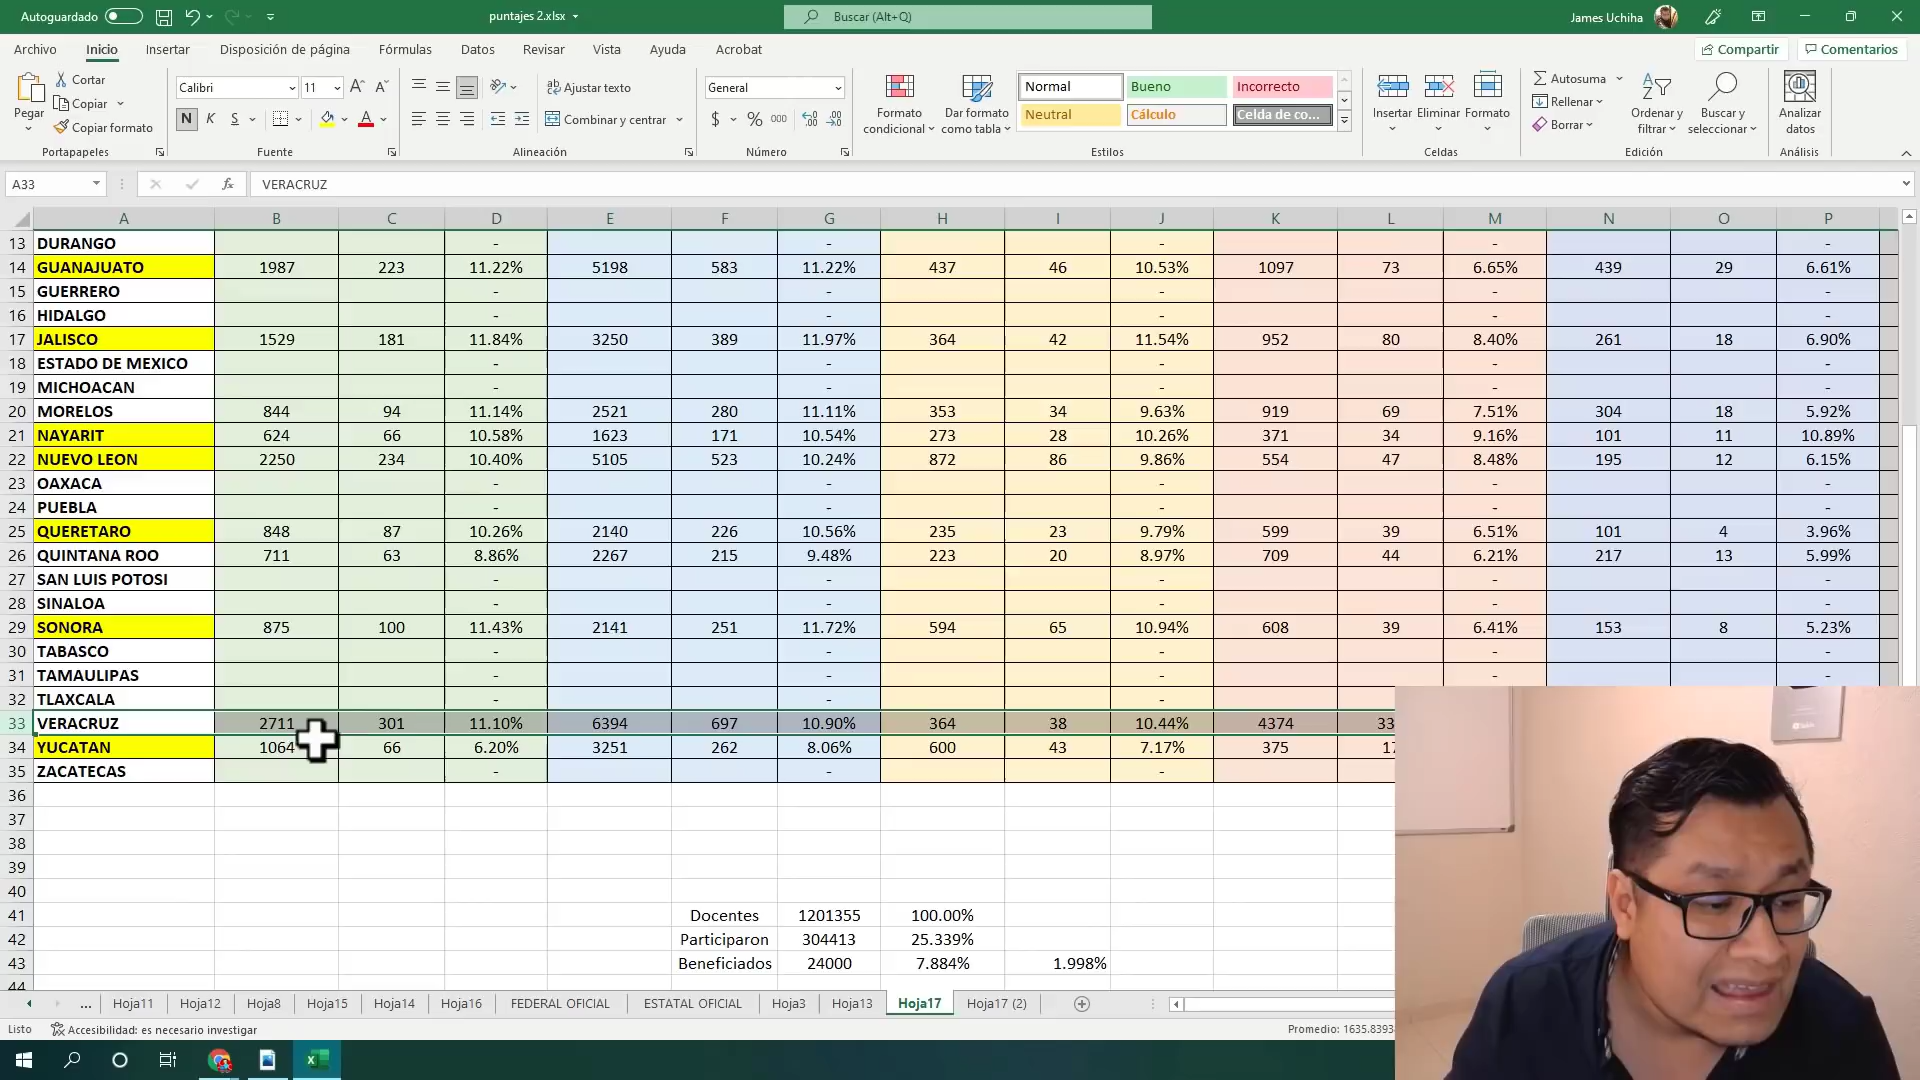 Autoguardado
puntajes 2.xlsx
Buscar (Alt+Q)
James Uchiha
Archivo Inicio Insertar Disposición de página Fórmulas Datos Revisar Vista Ayuda Acrobat
Compartir Comentarios
Pegar
Cortar
Copiar
Copiar formato
Portapapeles
Calibri 11
N K S
Fuente
Ajustar texto
Combinar y centrar
Alineación
General
$ % 000
Número
Formato condicional
Dar formato como tabla
Normal Bueno Incorrecto
Neutral Cálculo Celda de co...
Estilos
Insertar Eliminar Formato
Celdas
Autosuma
Rellenar
Borrar
Ordenar y filtrar
Buscar y seleccionar
Edición
Analizar datos
Análisis
A33 fx VERACRUZ
A B C D E F G H I J K L M N O P
13 DURANGO - - - - -
14 GUANAJUATO 1987 223 11.22% 5198 583 11.22% 437 46 10.53% 1097 73 6.65% 439 29 6.61%
15 GUERRERO - - - - -
16 HIDALGO - - - - -
17 JALISCO 1529 181 11.84% 3250 389 11.97% 364 42 11.54% 952 80 8.40% 261 18 6.90%
18 ESTADO DE MEXICO - - - - -
19 MICHOACAN - - - - -
20 MORELOS 844 94 11.14% 2521 280 11.11% 353 34 9.63% 919 69 7.51% 304 18 5.92%
21 NAYARIT 624 66 10.58% 1623 171 10.54% 273 28 10.26% 371 34 9.16% 101 11 10.89%
22 NUEVO LEON 2250 234 10.40% 5105 523 10.24% 872 86 9.86% 554 47 8.48% 195 12 6.15%
23 OAXACA - - - - -
24 PUEBLA - - - - -
25 QUERETARO 848 87 10.26% 2140 226 10.56% 235 23 9.79% 599 39 6.51% 101 4 3.96%
26 QUINTANA ROO 711 63 8.86% 2267 215 9.48% 223 20 8.97% 709 44 6.21% 217 13 5.99%
27 SAN LUIS POTOSI - - - - -
28 SINALOA - - - - -
29 SONORA 875 100 11.43% 2141 251 11.72% 594 65 10.94% 608 39 6.41% 153 8 5.23%
30 TABASCO - - - - -
31 TAMAULIPAS - - - - -
32 TLAXCALA - - -
33 VERACRUZ 2711 301 11.10% 6394 697 10.90% 364 38 10.44% 4374 33
34 YUCATAN 1064 66 6.20% 3251 262 8.06% 600 43 7.17% 375 17
35 ZACATECAS - - -
36
37
38
39
40
41 Docentes 1201355 100.00%
42 Participaron 304413 25.339%
43 Beneficiados 24000 7.884% 1.998%
44
... Hoja11 Hoja12 Hoja8 Hoja15 Hoja14 Hoja16 FEDERAL OFICIAL ESTATAL OFICIAL Hoja3 Hoja13 Hoja17 Hoja17 (2)
Listo Accesibilidad: es necesario investigar
Promedio: 1635.8393